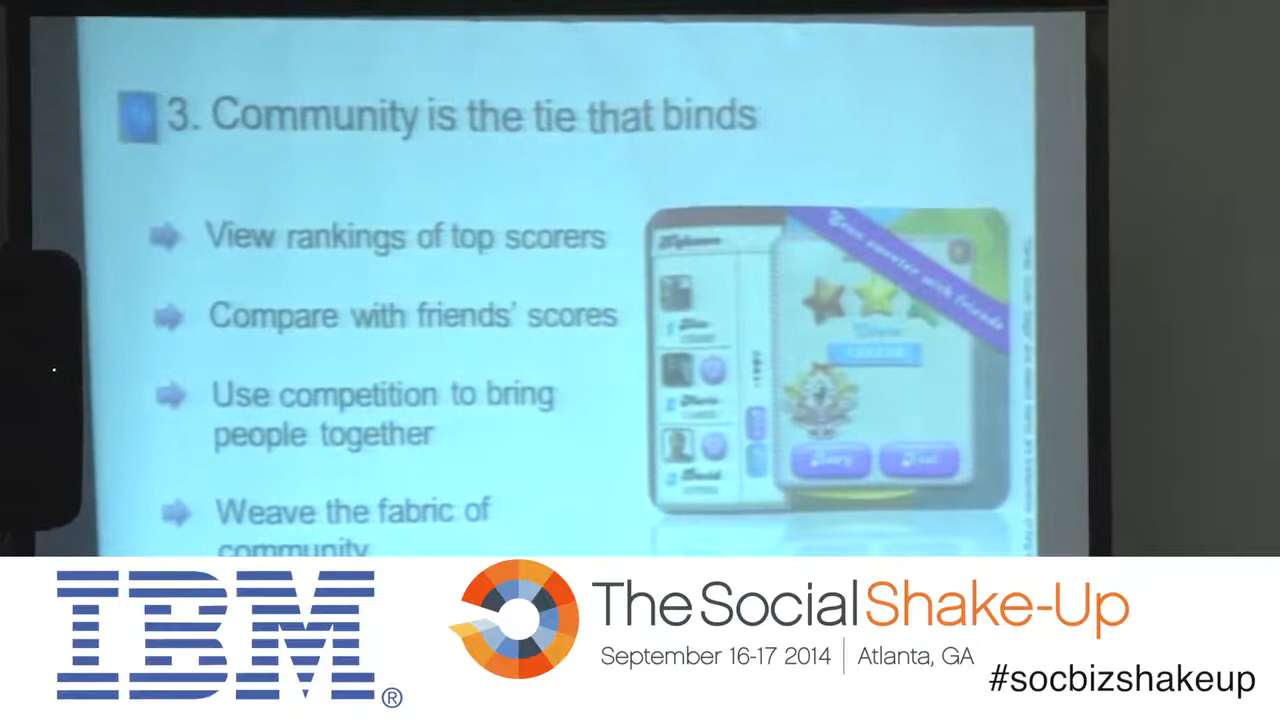 3. Community is the tie that binds
View rankings of top scorers
Compare with friends' scores
Use competition to bring
people together
Weave the fabric of
community
IBM®
The Social Shake-Up
September 16-17 2014 | Atlanta, GA
#socbizshakeup